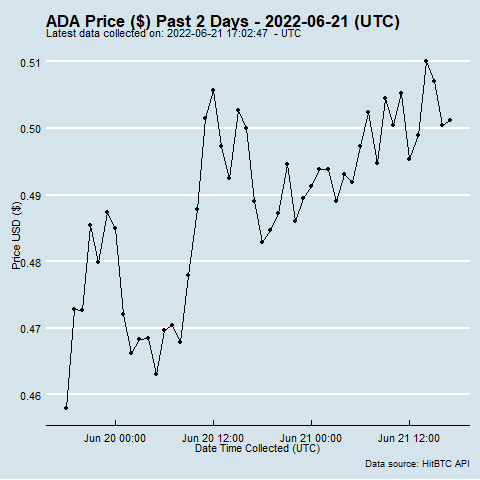 ADA Price ($) Past 2 Days - 2022-06-21 (UTC)
Latest data collected on: 2022-06-21 17:02:47  - UTC
0.51
0.50
0.49
0.48
0.47
0.46
Price USD ($)
Jun 20 00:00
Jun 20 12:00
Jun 21 00:00
Jun 21 12:00
Date Time Collected (UTC)
Data source: HitBTC API